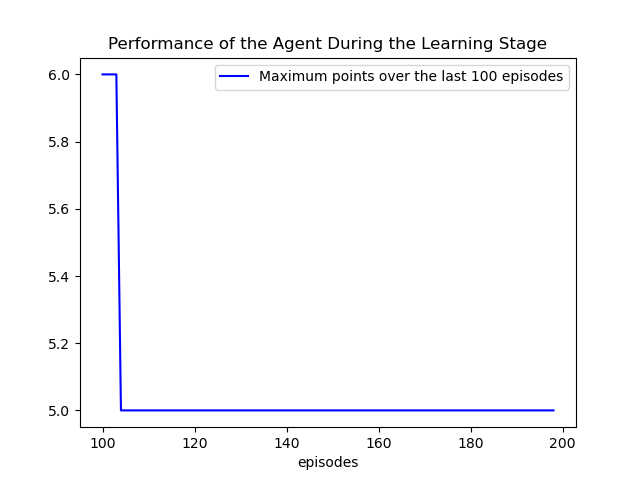 Performance of the Agent During the Learning Stage
Maximum points over the last 100 episodes
6.0
5.8
5.6
5.4
5.2
5.0
100 120 140 160 180 200
episodes